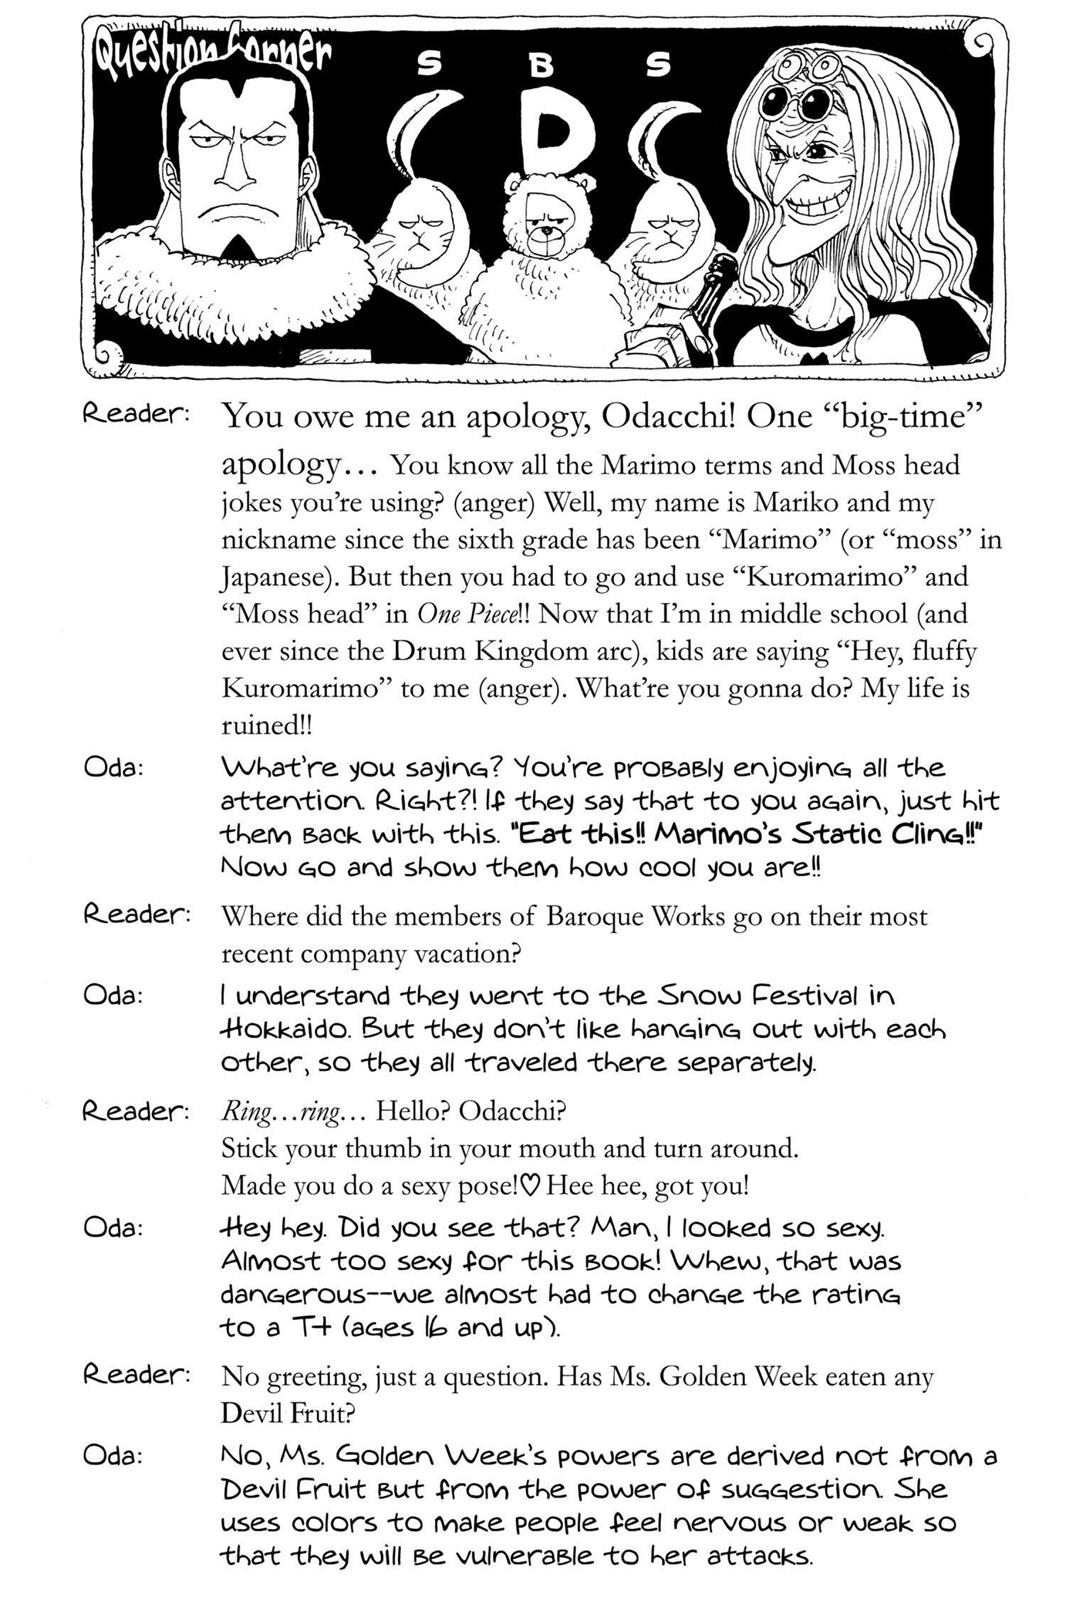 Question Corner
S B S
D
Reader: You owe me an apology, Odacchi! One “big-time”
apology... You know all the Marimo terms and Moss head
jokes you’re using? (anger) Well, my name is Mariko and my
nickname since the sixth grade has been “Marimo” (or “moss” in
Japanese). But then you had to go and use “Kuromarimo” and
“Moss head” in One Piece!! Now that I’m in middle school (and
ever since the Drum Kingdom arc), kids are saying “Hey, fluffy
Kuromarimo” to me (anger). What’re you gonna do? My life is
ruined!!
Oda: What’re you saying? You’re probably enjoying all the
attention. Right?! If they say that to you again, just hit
them back with this. "Eat this!! Marimo’s Static Cling!!"
Now go and show them how cool you are!!
Reader: Where did the members of Baroque Works go on their most
recent company vacation?
Oda: I understand they went to the Snow Festival in
Hokkaido. But they don’t like hanging out with each
other, so they all traveled there separately.
Reader: Ring...ring... Hello? Odacchi?
Stick your thumb in your mouth and turn around.
Made you do a sexy pose!♡ Hee hee, got you!
Oda: Hey hey. Did you see that? Man, I looked so sexy.
Almost too sexy for this book! Whew, that was
dangerous--we almost had to change the rating
to a T+ (ages 16 and up).
Reader: No greeting, just a question. Has Ms. Golden Week eaten any
Devil Fruit?
Oda: No, Ms. Golden Week’s powers are derived not from a
Devil Fruit but from the power of suggestion. She
uses colors to make people feel nervous or weak so
that they will be vulnerable to her attacks.